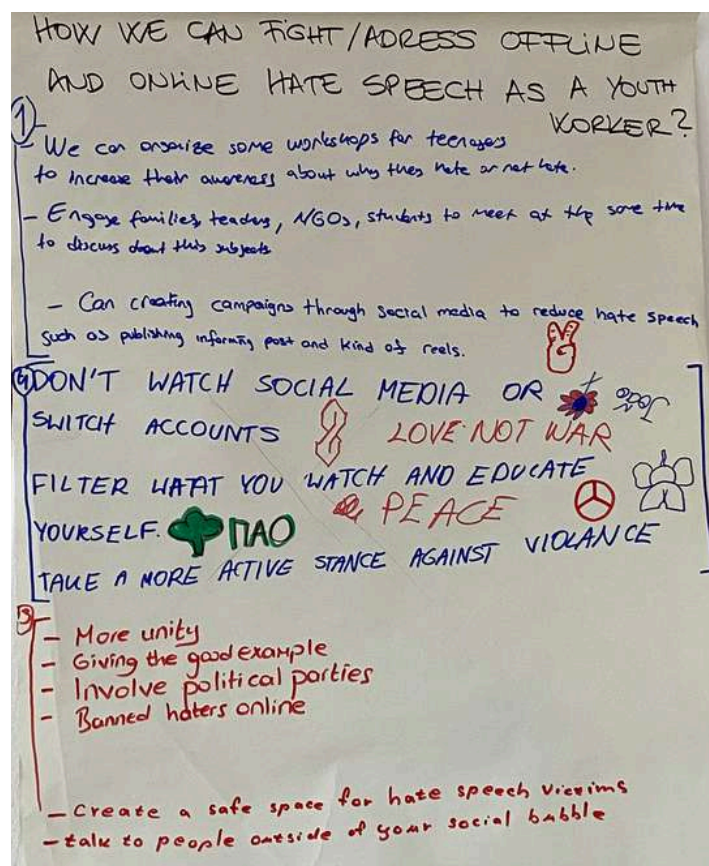 HOW WE CAN FIGHT/ADRESS OFFLINE
AND ONLINE HATE SPEECH AS A YOUTH
WORKER?
1
- We can organize some workshops for teenagers
to increase their awareness about why they hate or not hate.
- Engage families, teachers, NGOs, students to meet at the same time
to discuss about this subjects
- Can creating campaigns through social media to reduce hate speech
such as publishing informing post and kind of reels.
DON'T WATCH SOCIAL MEDIA OR
SWITCH ACCOUNTS LOVE NOT WAR
FILTER WHAAT YOU WATCH AND EDUCATE
YOURSELF. ΠΑΟ PEACE
TAKE A MORE ACTIVE STANCE AGAINST VIOLANCE
3
- More unity
- Giving the good example
- Involve political parties
- Banned haters online
- create a safe space for hate speech victims
- talk to people outside of your social bubble